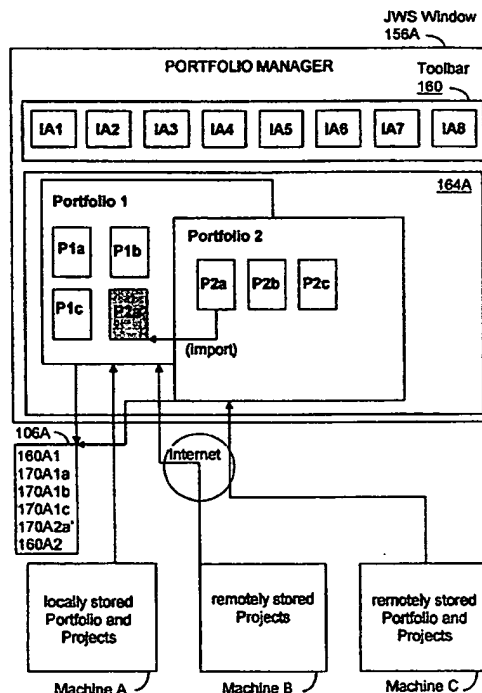 JWS Window
156A
PORTFOLIO MANAGER
Toolbar
160
IA1 IA2 IA3 IA4 IA5 IA6 IA7 IA8
164A
Portfolio 1
P1a P1b
Portfolio 2
P2a P2b P2c
P1c P2a'
(import)
106A
160A1
170A1a
170A1b
170A1c
170A2a'
160A2
Internet
locally stored
Portfolio and
Projects
remotely stored
Projects
remotely stored
Portfolio and
Projects
Machine A
Machine B
Machine C